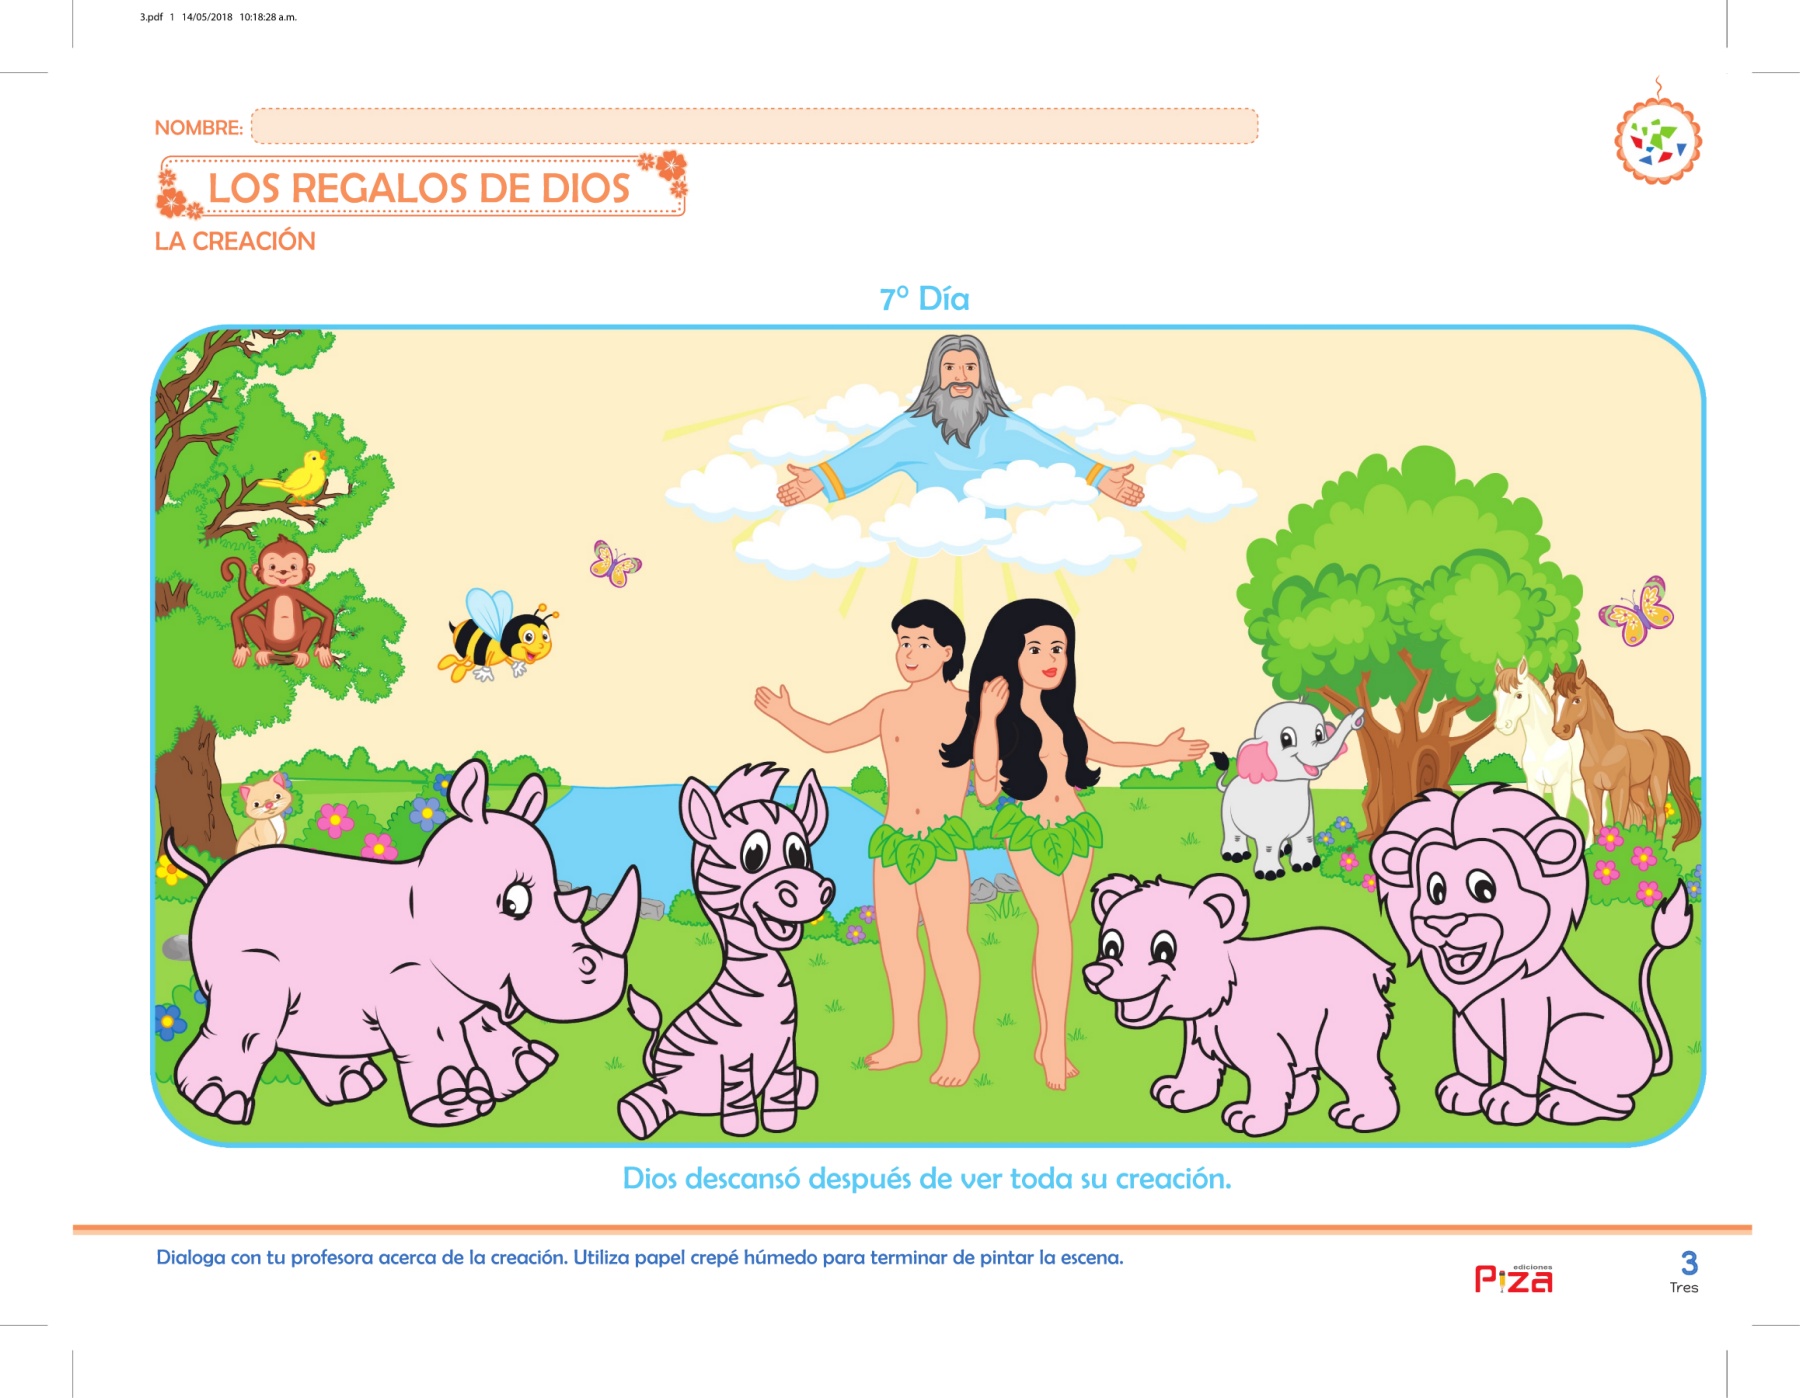 3.pdf 1 14/05/2018 10:18:28 a.m.
NOMBRE:
LOS REGALOS DE DIOS
LA CREACIÓN
7° Día
Dios descansó después de ver toda su creación.
Dialoga con tu profesora acerca de la creación. Utiliza papel crepé húmedo para terminar de pintar la escena.
ediciones
Piza
3
Tres